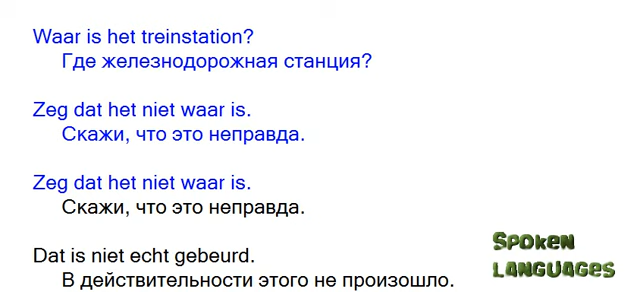 Waar is het treinstation?
Где железнодорожная станция?
Zeg dat het niet waar is.
Скажи, что это неправда.
Zeg dat het niet waar is.
Скажи, что это неправда.
Dat is niet echt gebeurd.
В действительности этого не произошло.
Spoken
Languages